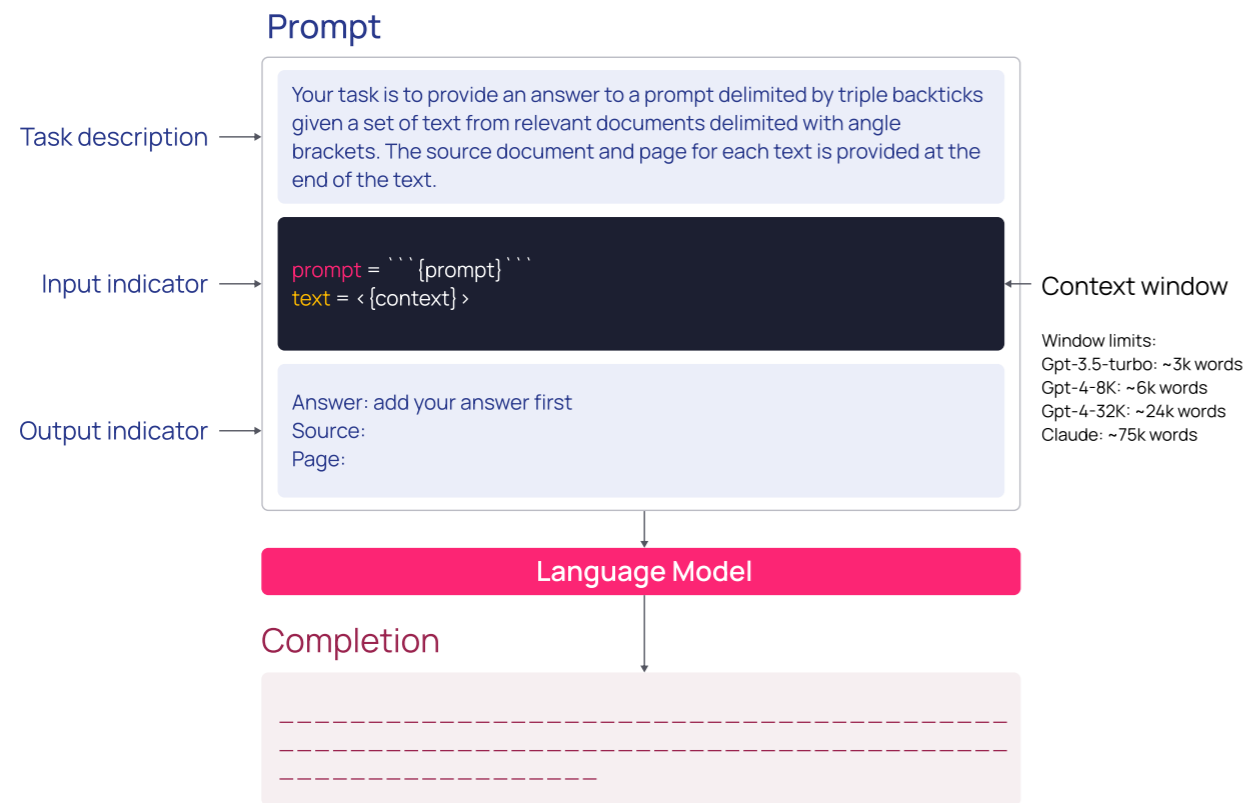 Prompt
Task description
Your task is to provide an answer to a prompt delimited by triple backticks
given a set of text from relevant documents delimited with angle
brackets. The source document and page for each text is provided at the
end of the text.
Input indicator
prompt = ```{prompt}```
text = <{context}>
Context window
Window limits:
Gpt-3.5-turbo: ~3k words
Gpt-4-8K: ~6k words
Gpt-4-32K: ~24k words
Claude: ~75k words
Output indicator
Answer: add your answer first
Source:
Page:
Language Model
Completion